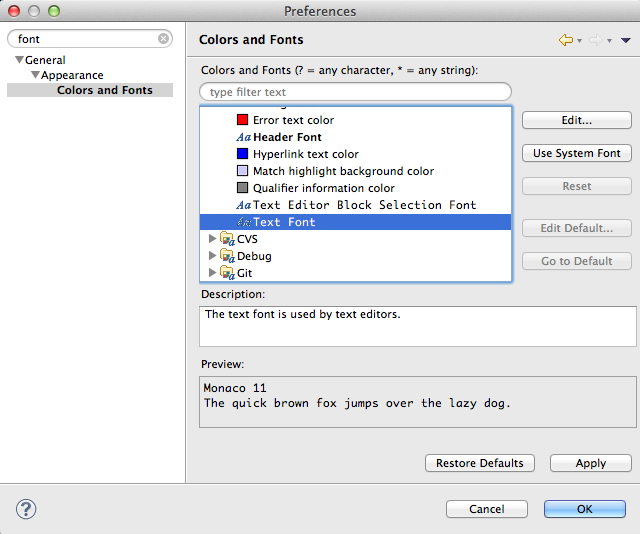 Preferences
font
General
Appearance
Colors and Fonts
Colors and Fonts
Colors and Fonts (? = any character, * = any string):
type filter text
Error text color
Aa Header Font
Hyperlink text color
Match highlight background color
Qualifier information color
Aa Text Editor Block Selection Font
Aa Text Font
CVS
Debug
Git
Edit...
Use System Font
Reset
Edit Default...
Go to Default
Description:
The text font is used by text editors.
Preview:
Monaco 11
The quick brown fox jumps over the lazy dog.
Restore Defaults
Apply
?
Cancel
OK